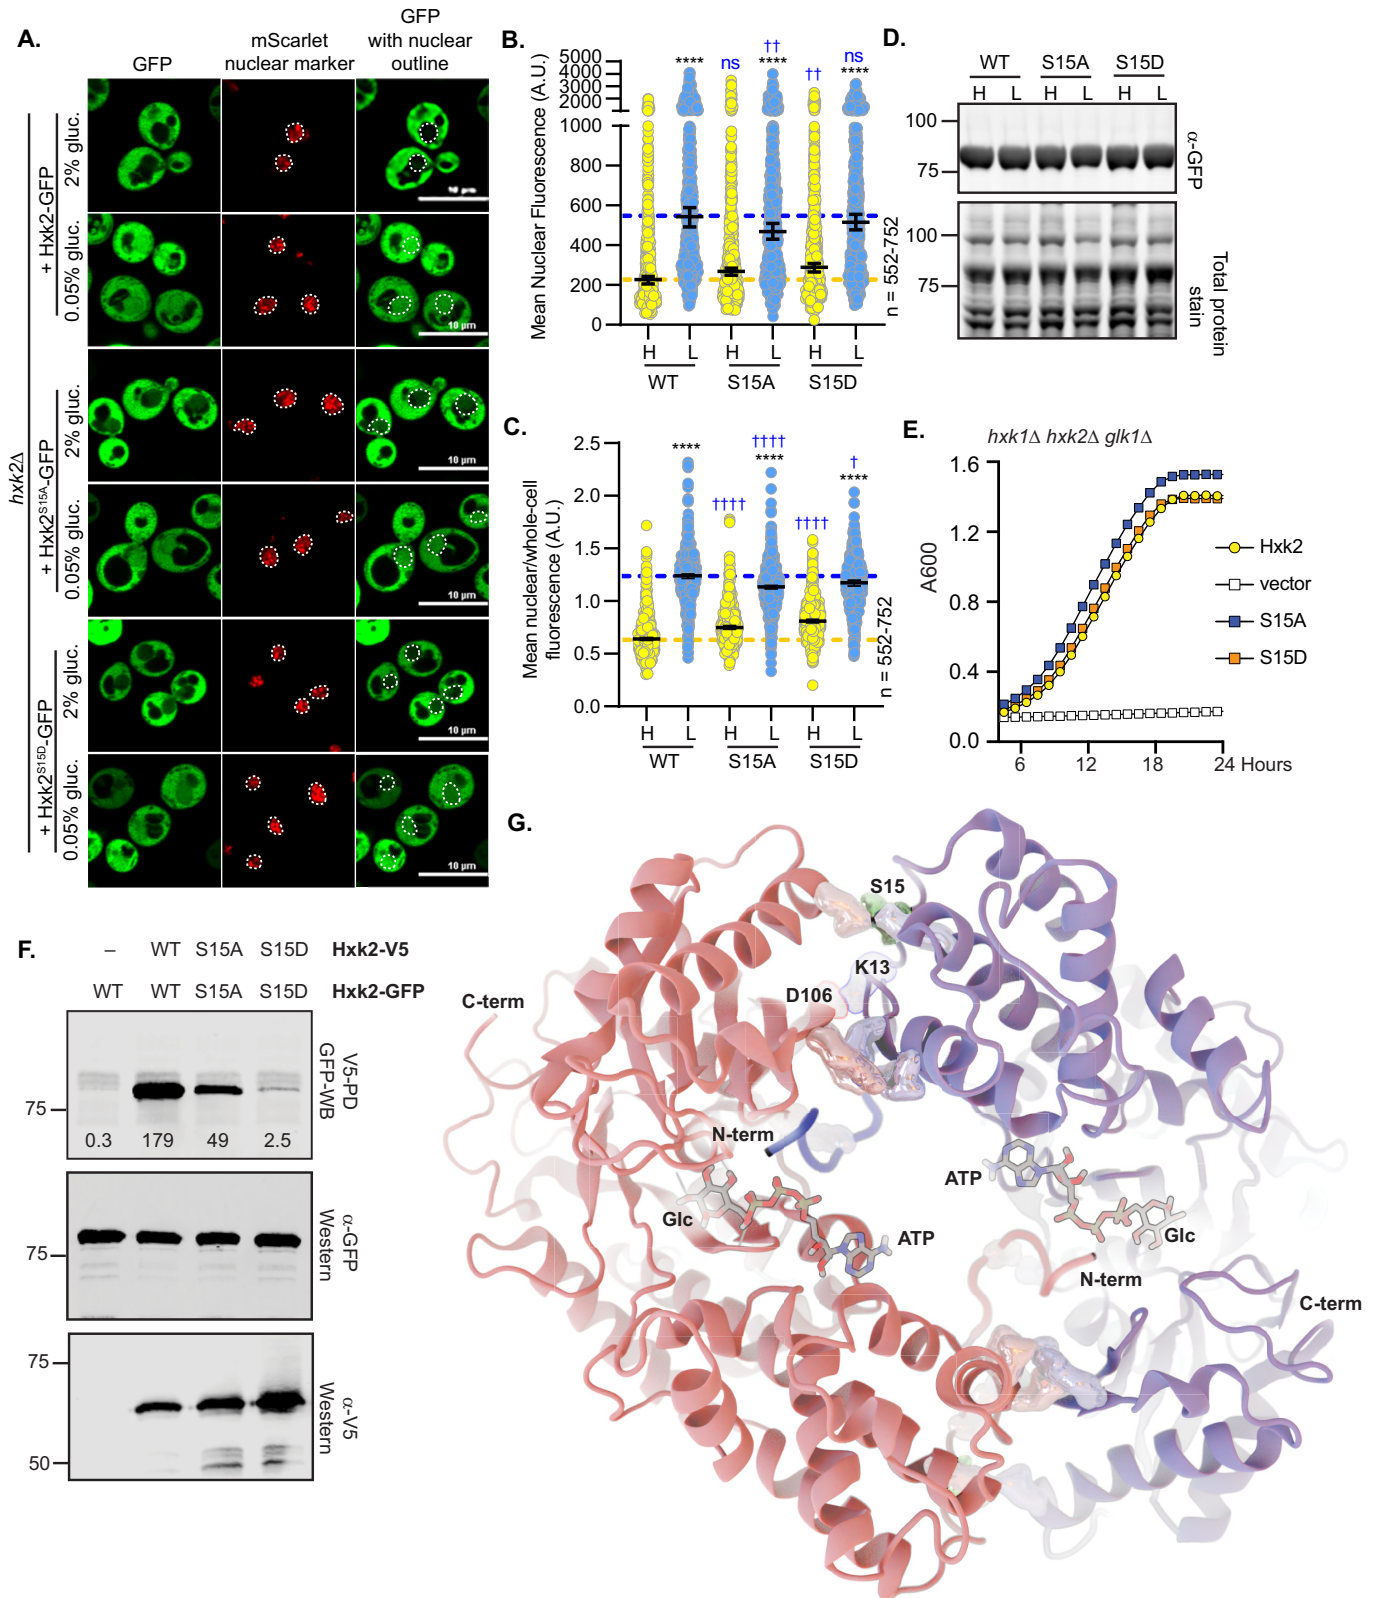 A.
GFP
mScarlet
nuclear marker
GFP
with nuclear
outline
hxk2Δ
+ Hxk2-GFP
2% gluc.
10 µm
0.05% gluc.
10 µm
+ Hxk2S15A-GFP
2% gluc.
10 µm
0.05% gluc.
10 µm
+ Hxk2S15D-GFP
2% gluc.
10 µm
0.05% gluc.
10 µm
B.
Mean Nuclear Fluorescence (A.U.)
5000
4000
3000
2000
1000
800
600
400
200
0
**** ns †† **** †† ns ****
H L H L H L
WT S15A S15D
n = 552-752
C.
Mean nuclear/whole-cell
fluorescence (A.U.)
2.5
2.0
1.5
1.0
0.5
0.0
**** †††† †††† **** †††† † ****
H L H L H L
WT S15A S15D
n = 552-752
D.
WT S15A S15D
H L H L H L
100
75
α-GFP
100
75
Total protein
stain
E.
hxk1Δ hxk2Δ glk1Δ
A600
1.6
1.2
0.8
0.4
0.0
6 12 18 24 Hours
Hxk2
vector
S15A
S15D
F.
– WT S15A S15D Hxk2-V5
WT WT S15A S15D Hxk2-GFP
75
0.3 179 49 2.5
V5-PD
GFP-WB
75
α-GFP
Western
75
50
α-V5
Western
G.
S15
K13
D106
C-term
N-term
ATP
Glc
Glc
ATP
N-term
C-term